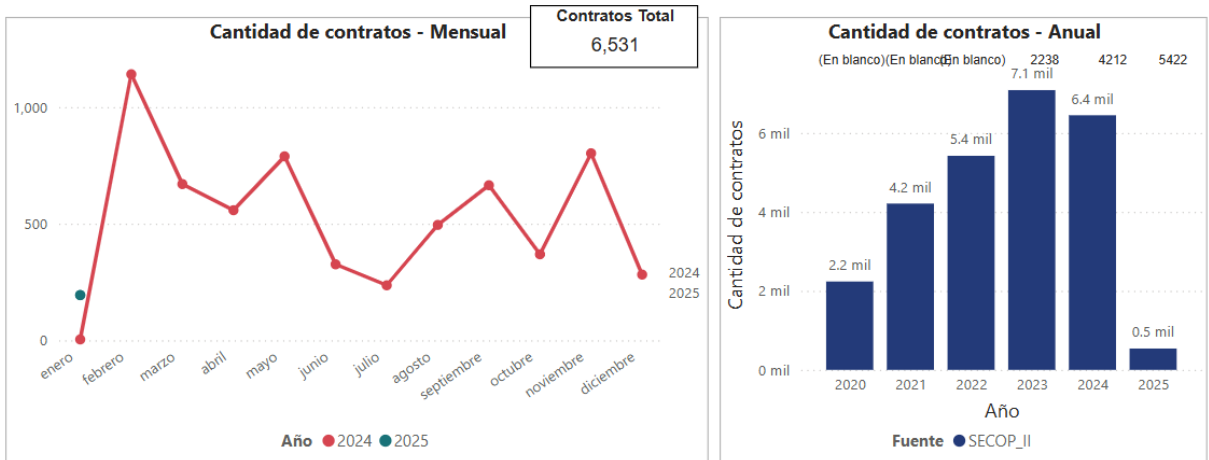 Cantidad de contratos - Mensual
Contratos Total
6,531
1,000
500
0
enero
febrero
marzo
abril
mayo
junio
julio
agosto
septiembre
octubre
noviembre
diciembre
2024
2025
Año 2024 2025
Cantidad de contratos - Anual
(En blanco) (En blanco) (En blanco) 2238 4212 5422
Cantidad de contratos
6 mil
4 mil
2 mil
0 mil
2.2 mil
4.2 mil
5.4 mil
7.1 mil
6.4 mil
0.5 mil
2020 2021 2022 2023 2024 2025
Año
Fuente SECOP_II